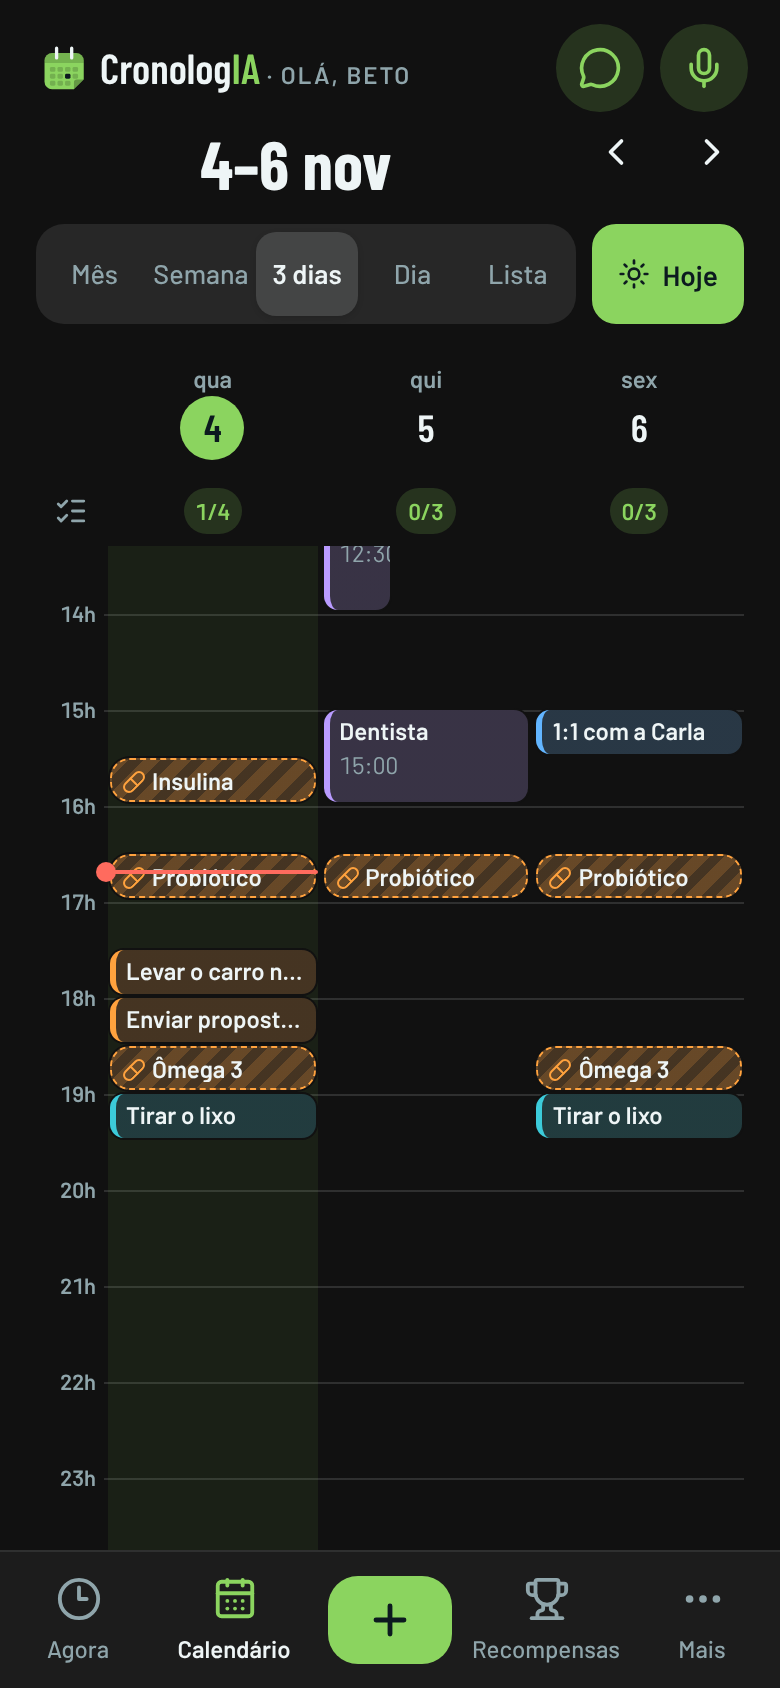 CronologIA · OLÁ, BETO
4–6 nov
Mês Semana 3 dias Dia Lista Hoje
qua qui sex
4 5 6
1/4 0/3 0/3
14h
15h
Dentista
15:00
1:1 com a Carla
Insulina
16h
Probiótico Probiótico Probiótico
17h
Levar o carro n...
18h
Enviar propost...
Ômega 3 Ômega 3
19h
Tirar o lixo Tirar o lixo
20h
21h
22h
23h
Agora Calendário Recompensas Mais